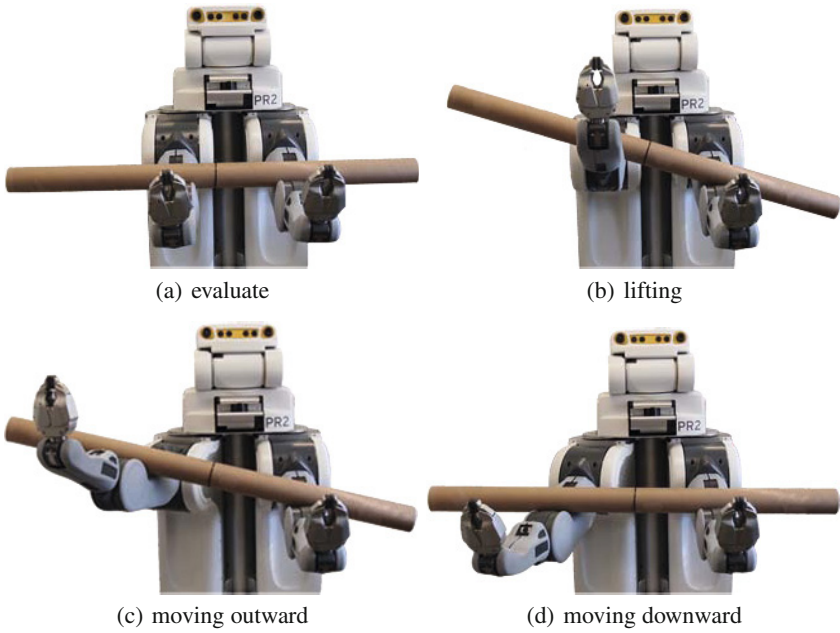 PR2
PR2
(a) evaluate
(b) lifting
PR2
PR2
(c) moving outward
(d) moving downward